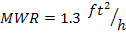 MWR = 1.3 ft²/h